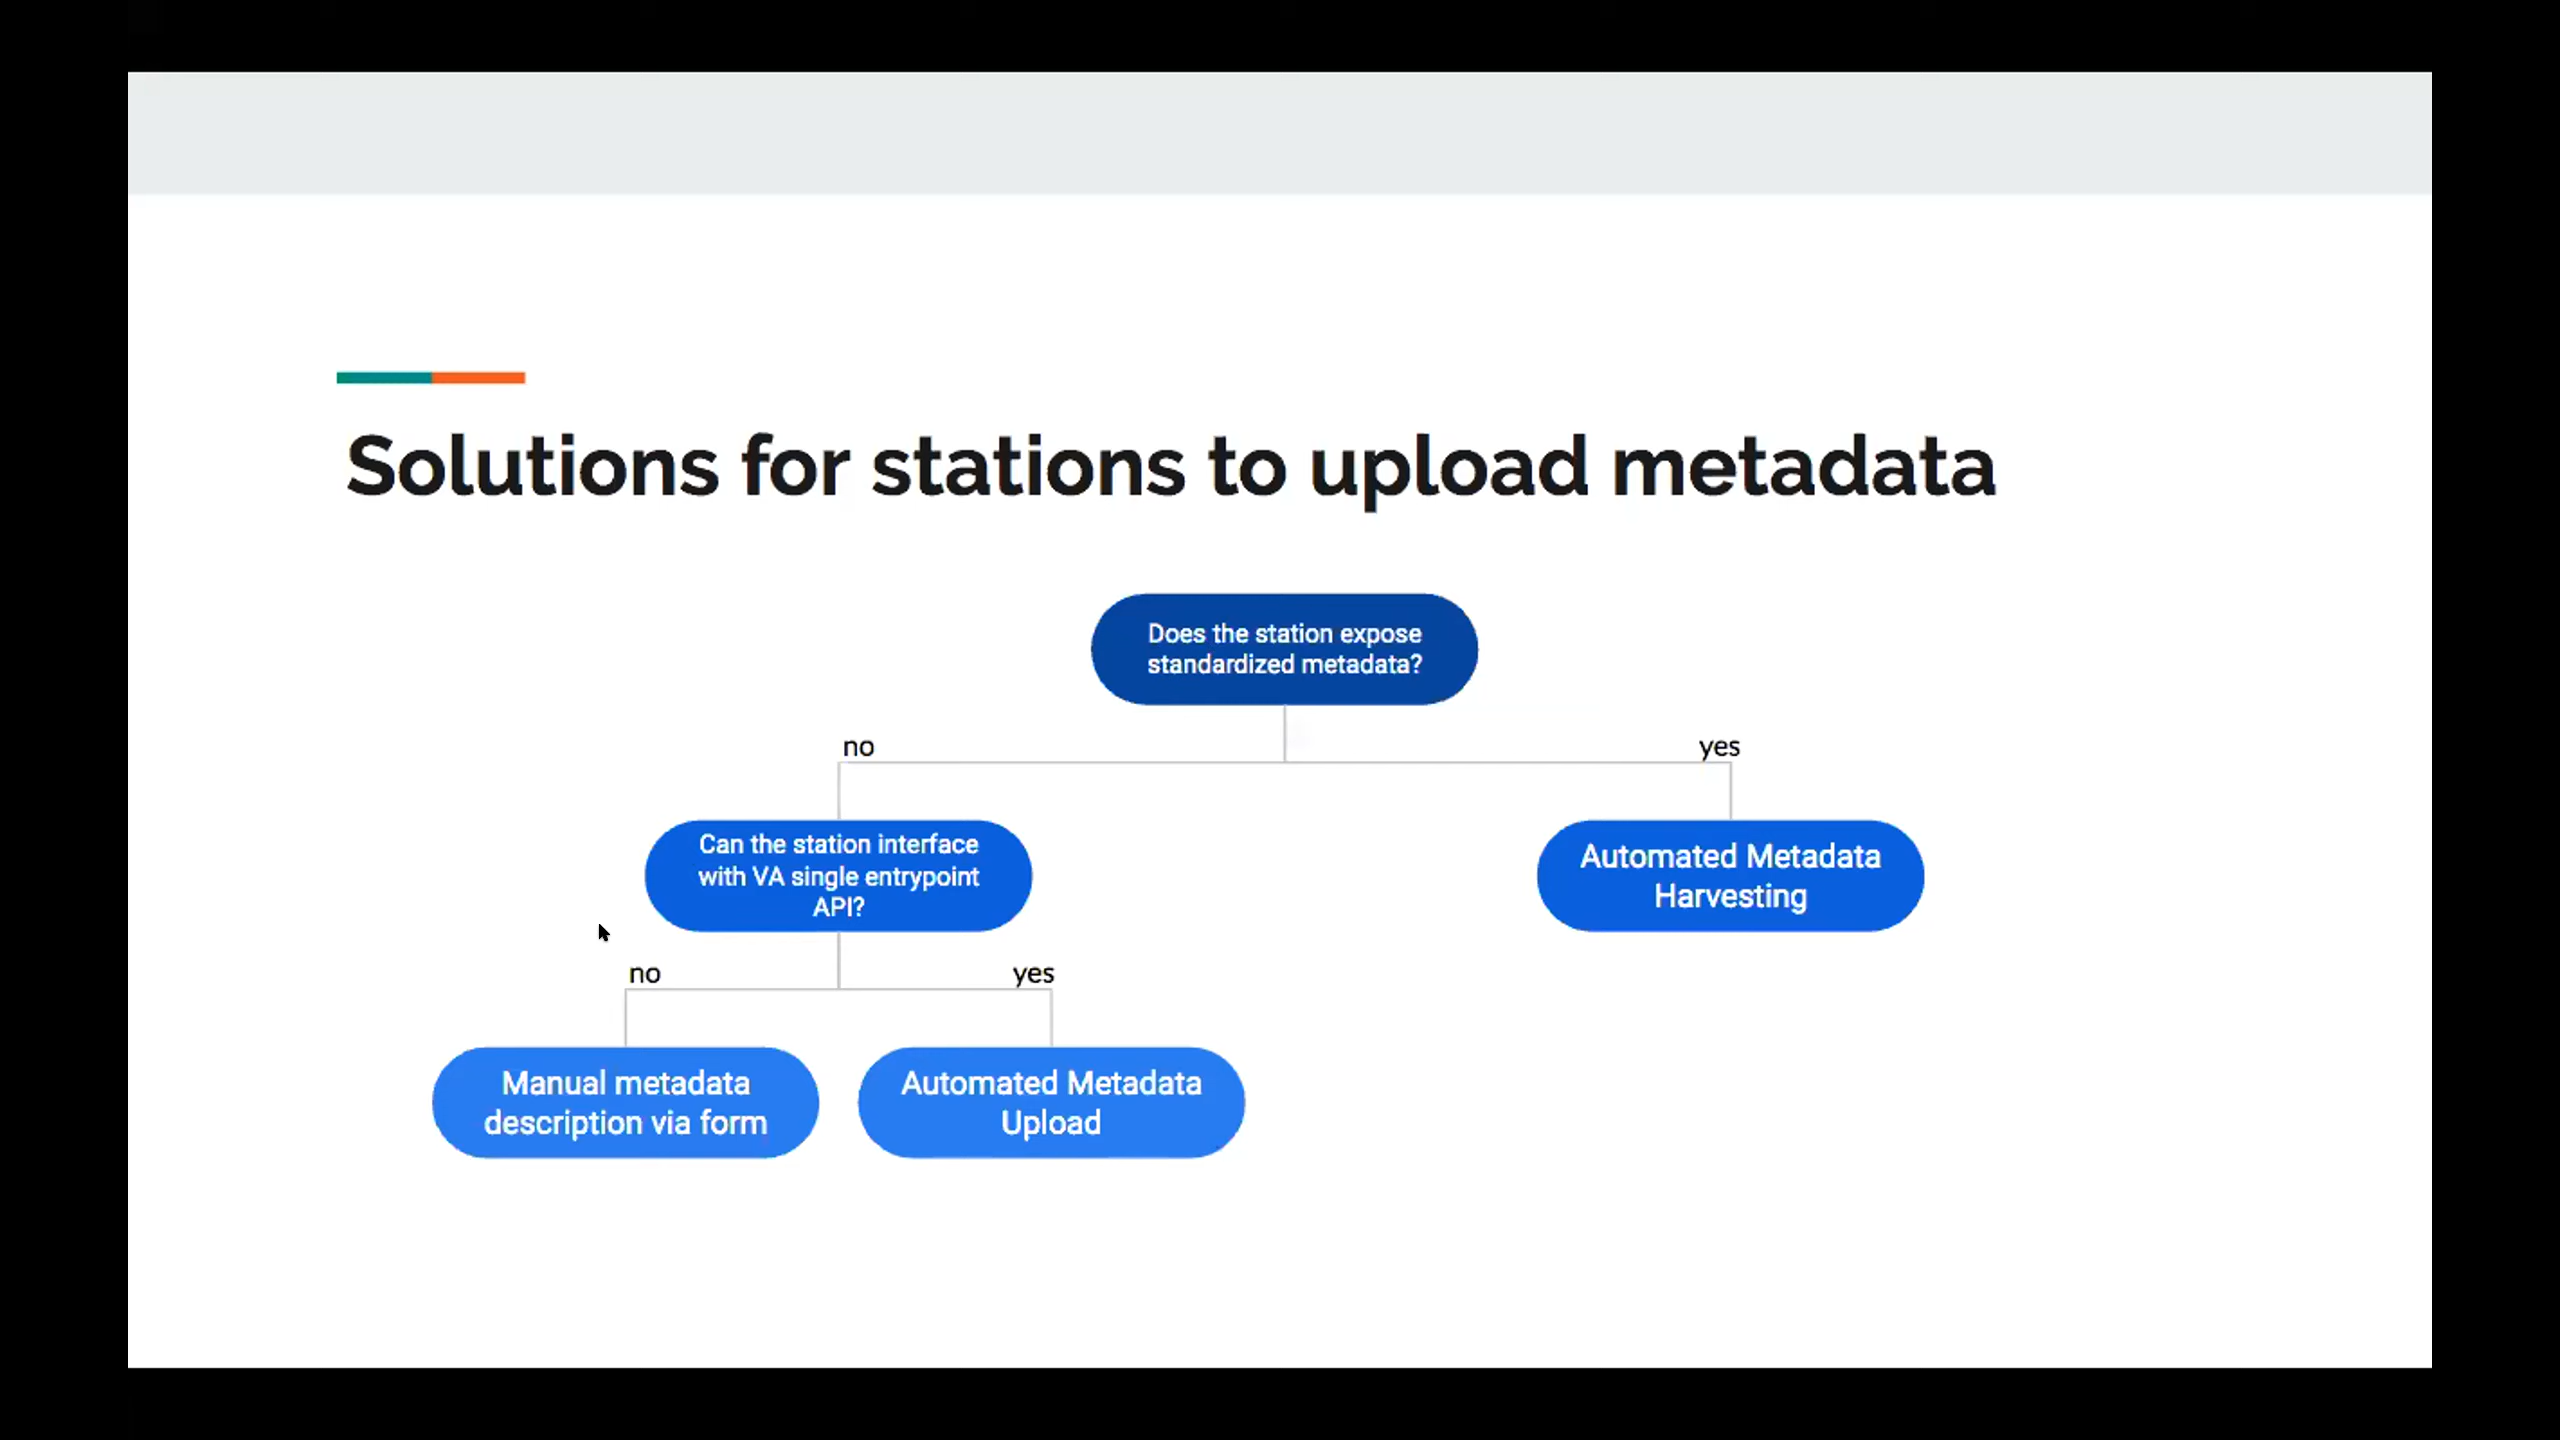 Solutions for stations to upload metadata
Does the station expose
standardized metadata?
no
yes
Can the station interface
with VA single entrypoint
API?
Automated Metadata
Harvesting
no
yes
Manual metadata
description via form
Automated Metadata
Upload